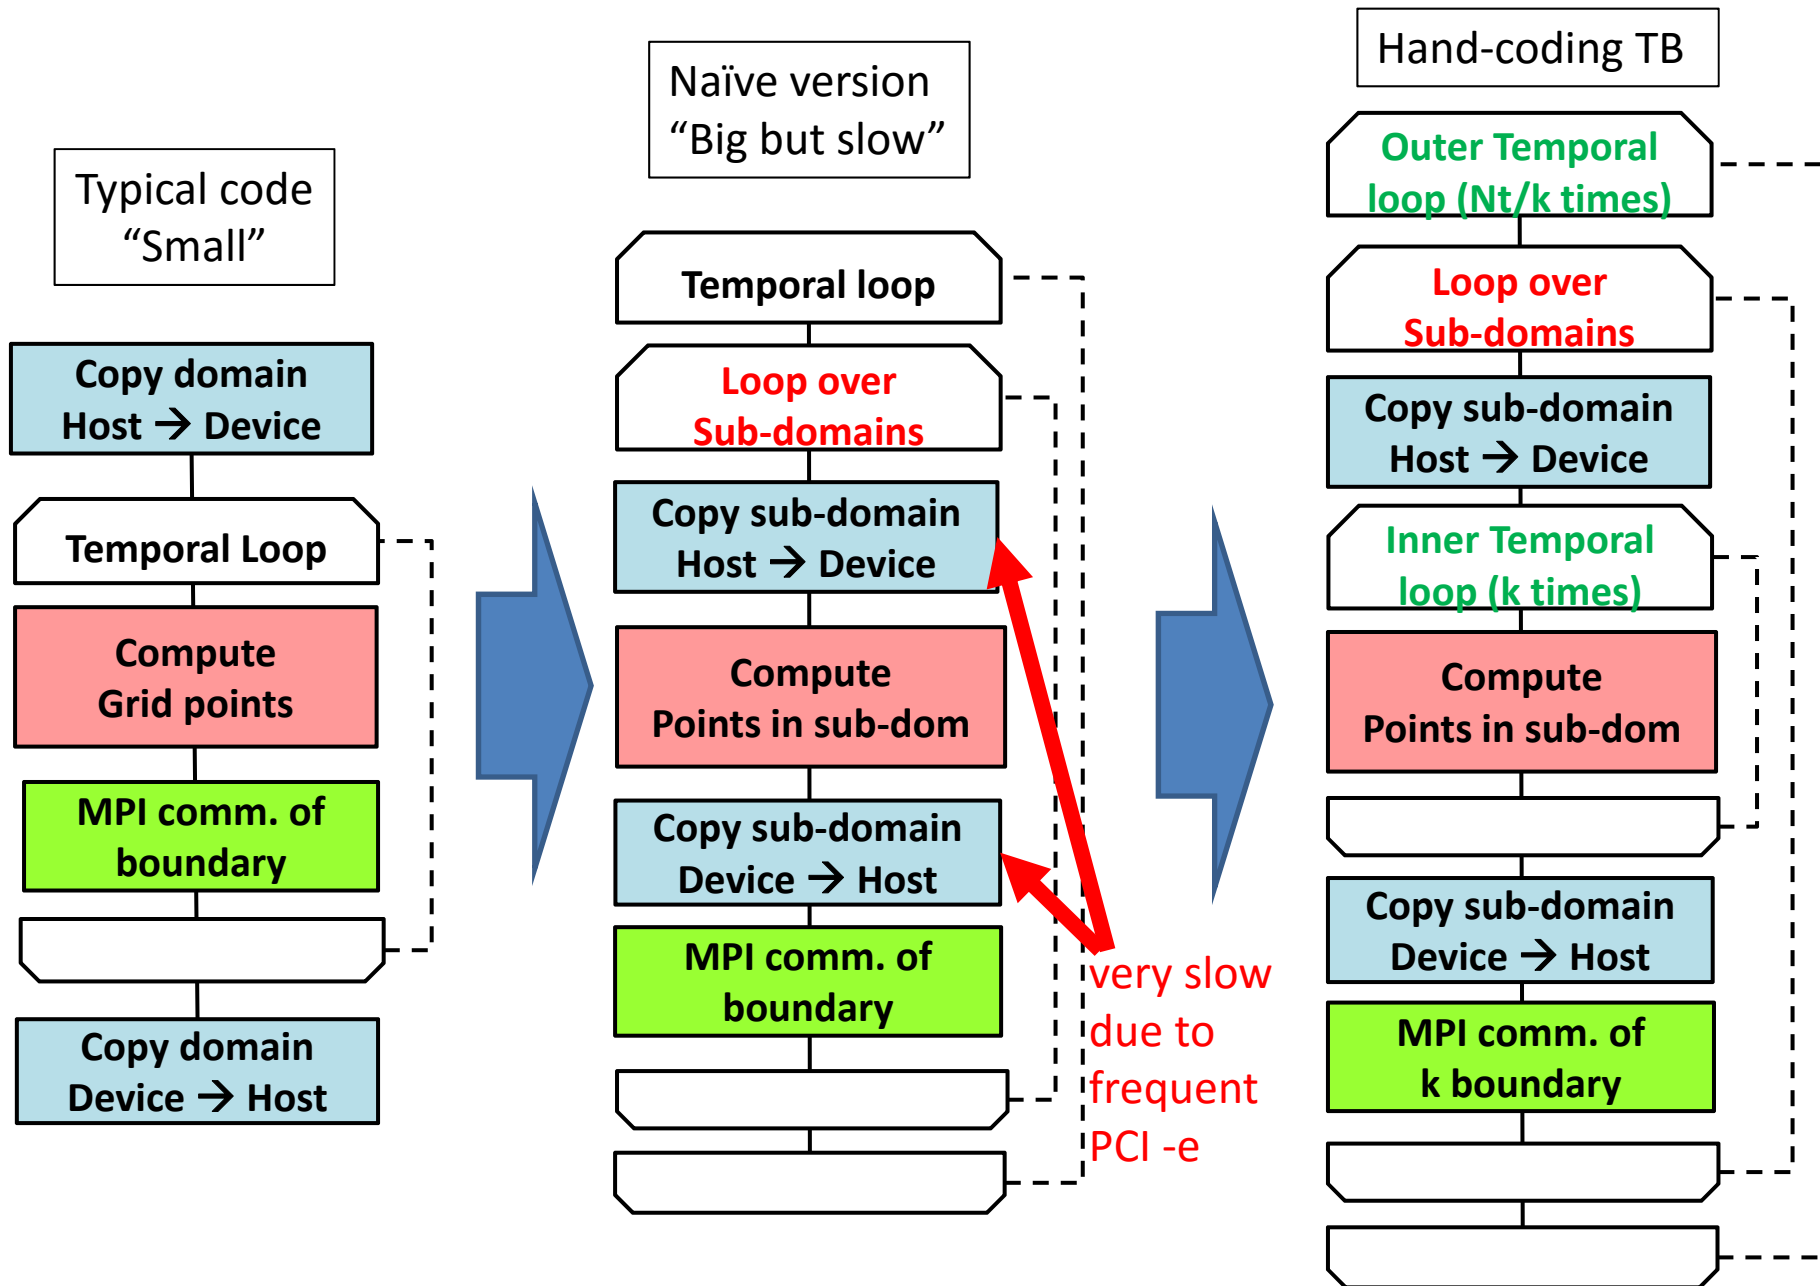 Typical code
“Small”
Copy domain
Host → Device
Temporal Loop
Compute
Grid points
MPI comm. of
boundary
Copy domain
Device → Host
Naïve version
“Big but slow”
Temporal loop
Loop over
Sub-domains
Copy sub-domain
Host → Device
Compute
Points in sub-dom
Copy sub-domain
Device → Host
MPI comm. of
boundary
very slow
due to
frequent
PCI -e
Hand-coding TB
Outer Temporal
loop (Nt/k times)
Loop over
Sub-domains
Copy sub-domain
Host → Device
Inner Temporal
loop (k times)
Compute
Points in sub-dom
Copy sub-domain
Device → Host
MPI comm. of
k boundary